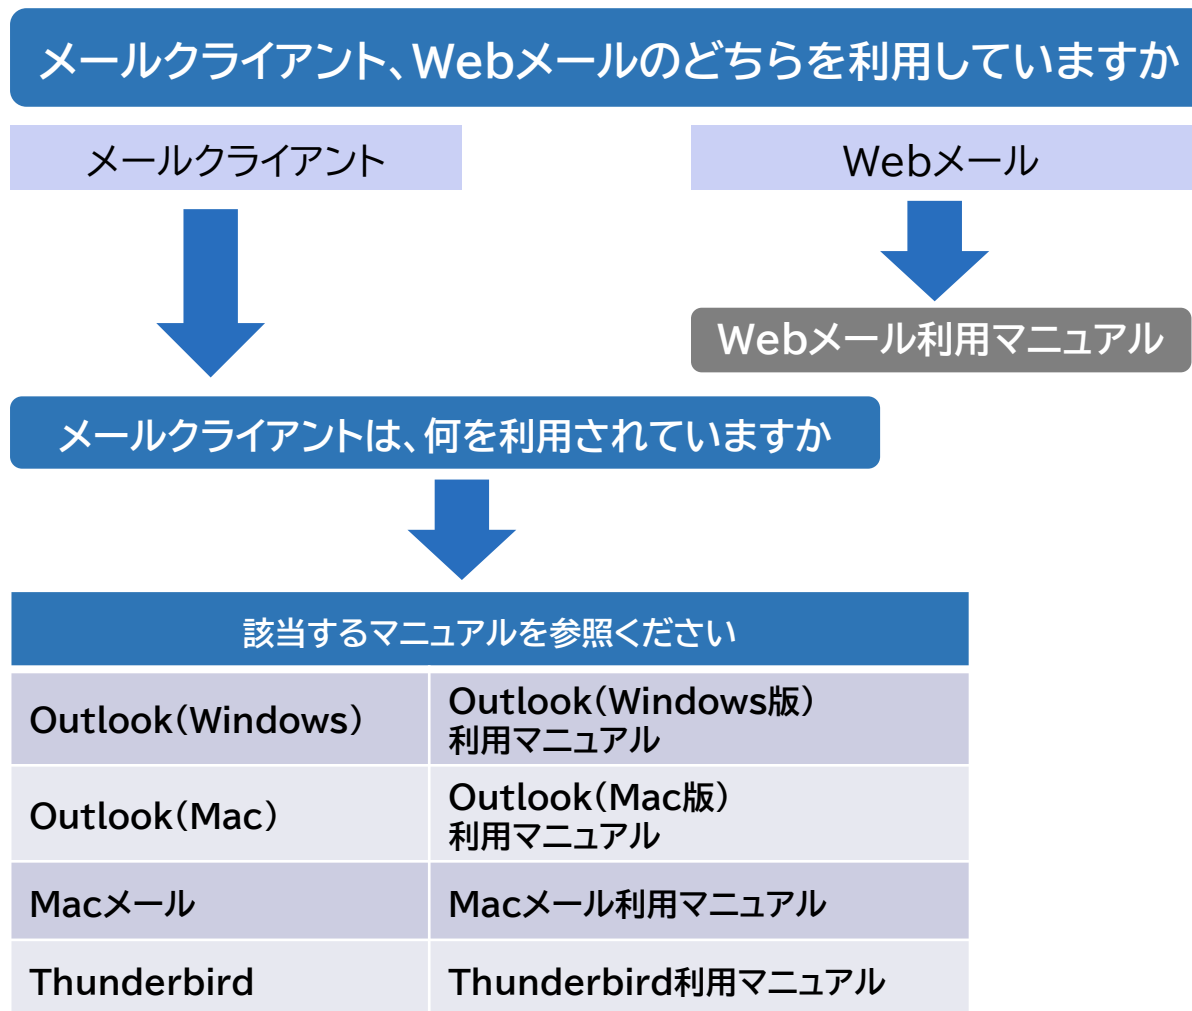 メールクライアント、Webメールのどちらを利用していますか
メールクライアント
Webメール
Webメール利用マニュアル
メールクライアントは、何を利用されていますか
該当するマニュアルを参照ください
Outlook(Windows)
Outlook(Windows版)
利用マニュアル
Outlook(Mac)
Outlook(Mac版)
利用マニュアル
Macメール
Macメール利用マニュアル
Thunderbird
Thunderbird利用マニュアル